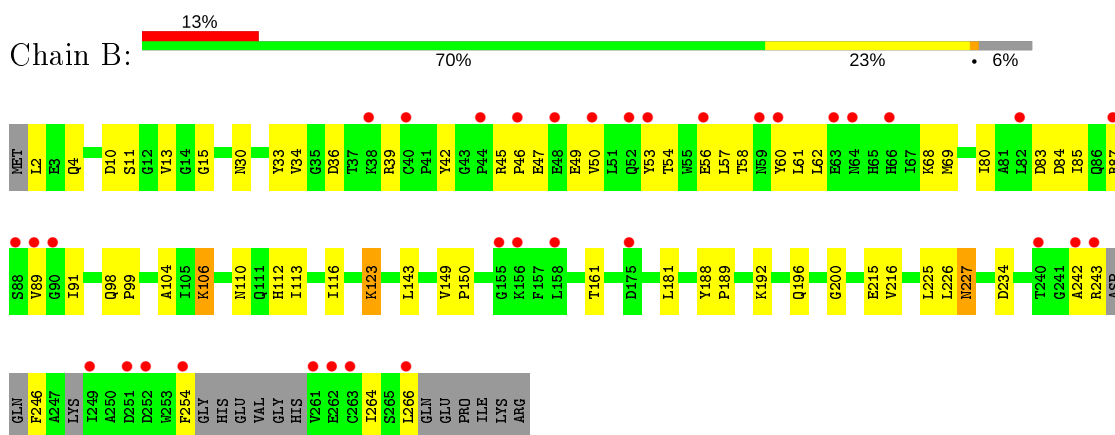 13%
Chain B:
70% 23% • 6%
MET L2 E3 Q4 D10 S11 G12 V13 G14 G15 N30 Y33 V34 G35 D36 T37 K38 R39 C40 P41 Y42 G43 P44 R45 P46 E47 E48 E49 V50 L51 Q52 Y53 T54 W55 E56 L57 T58 N59 Y60 L61 L62 E63 N64 H65 H66 I67 K68 M69 I80 A81 L82 D83 D84 I85 Q86 R87
S88 V89 G90 I91 Q98 P99 A104 I105 K106 N110 Q111 H112 I113 I116 K123 L143 V149 P150 G155 K156 F157 L158 T161 D175 L181 Y188 P189 K192 Q196 G200 E215 V216 L225 L226 N227 D234 T240 G241 A242 R243 ASP
GLN F246 A247 LYS I249 A250 D251 D252 W253 F254 GLY HIS GLU VAL GLY HIS V261 E262 C263 I264 S265 L266 GLN GLU PRO ILE LYS ARG